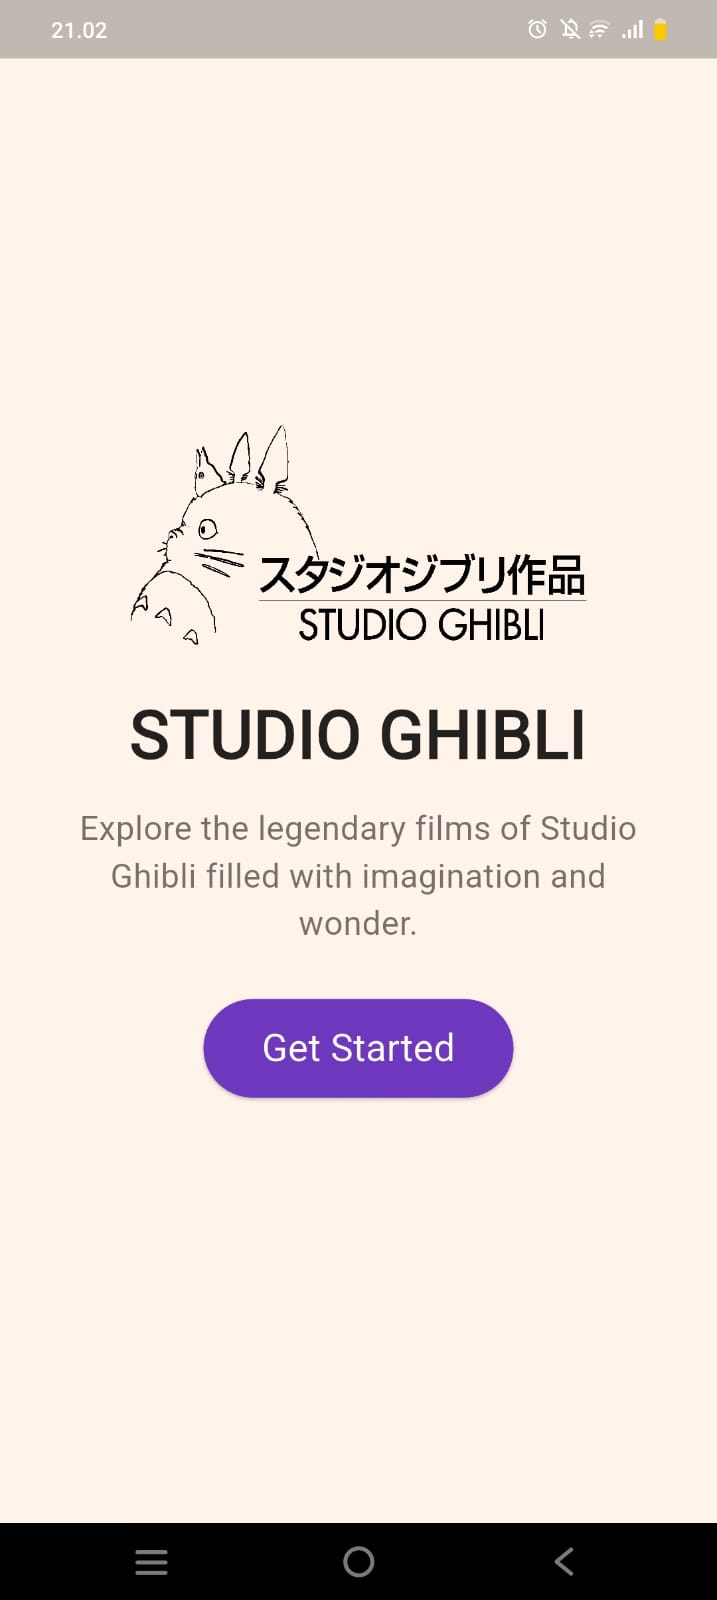 21.02
スタジオジブリ作品
STUDIO GHIBLI
STUDIO GHIBLI
Explore the legendary films of Studio
Ghibli filled with imagination and
wonder.
Get Started